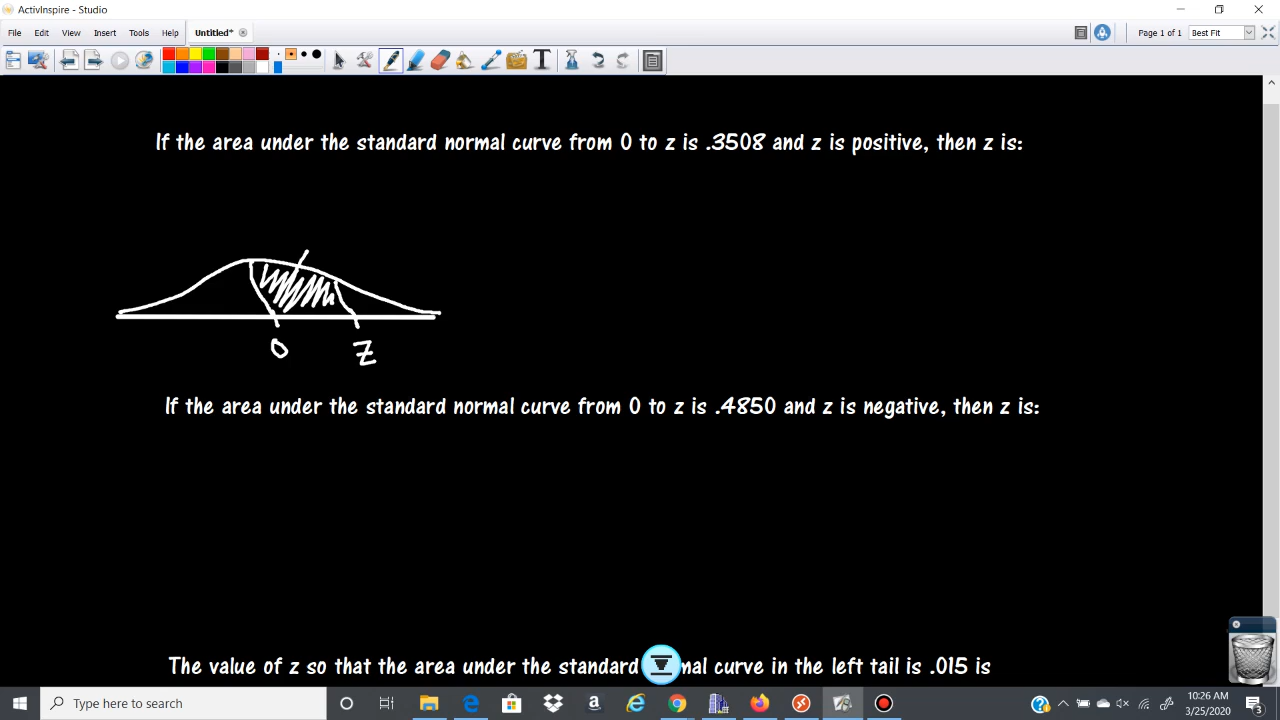 ActivInspire - Studio
File Edit View Insert Tools Help Untitled* Page 1 of 1 Best Fit
If the area under the standard normal curve from 0 to z is .3508 and z is positive, then z is:
0 Z
If the area under the standard normal curve from 0 to z is .4850 and z is negative, then z is:
The value of z so that the area under the standard curve in the left tail is .015 is
Type here to search
10:26 AM
3/25/2020
3